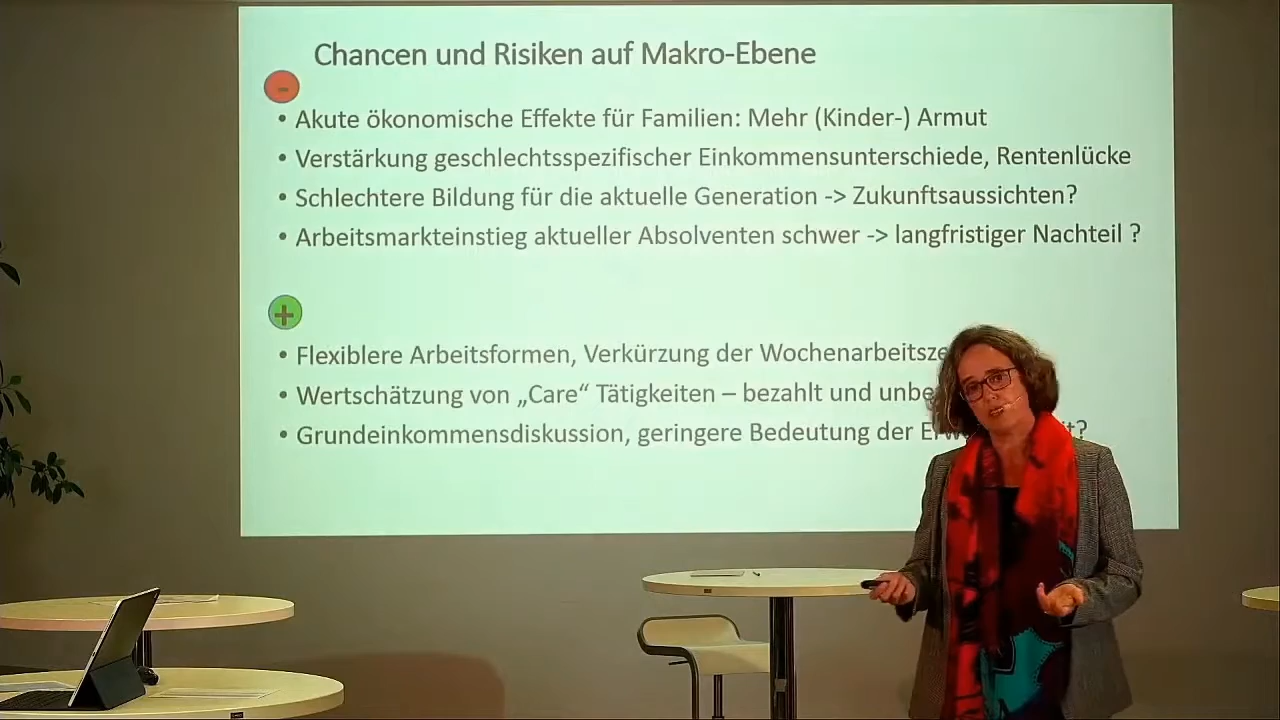 Chancen und Risiken auf Makro-Ebene
-
• Akute ökonomische Effekte für Familien: Mehr (Kinder-) Armut
• Verstärkung geschlechtsspezifischer Einkommensunterschiede, Rentenlücke
• Schlechtere Bildung für die aktuelle Generation -> Zukunftsaussichten?
• Arbeitsmarkteinstieg aktueller Absolventen schwer -> langfristiger Nachteil ?
+
• Flexiblere Arbeitsformen, Verkürzung der
• Wertschätzung von „Care“ Tätigkeiten – bezahlt und
• Grundeinkommensdiskussion, geringere Bedeutung der